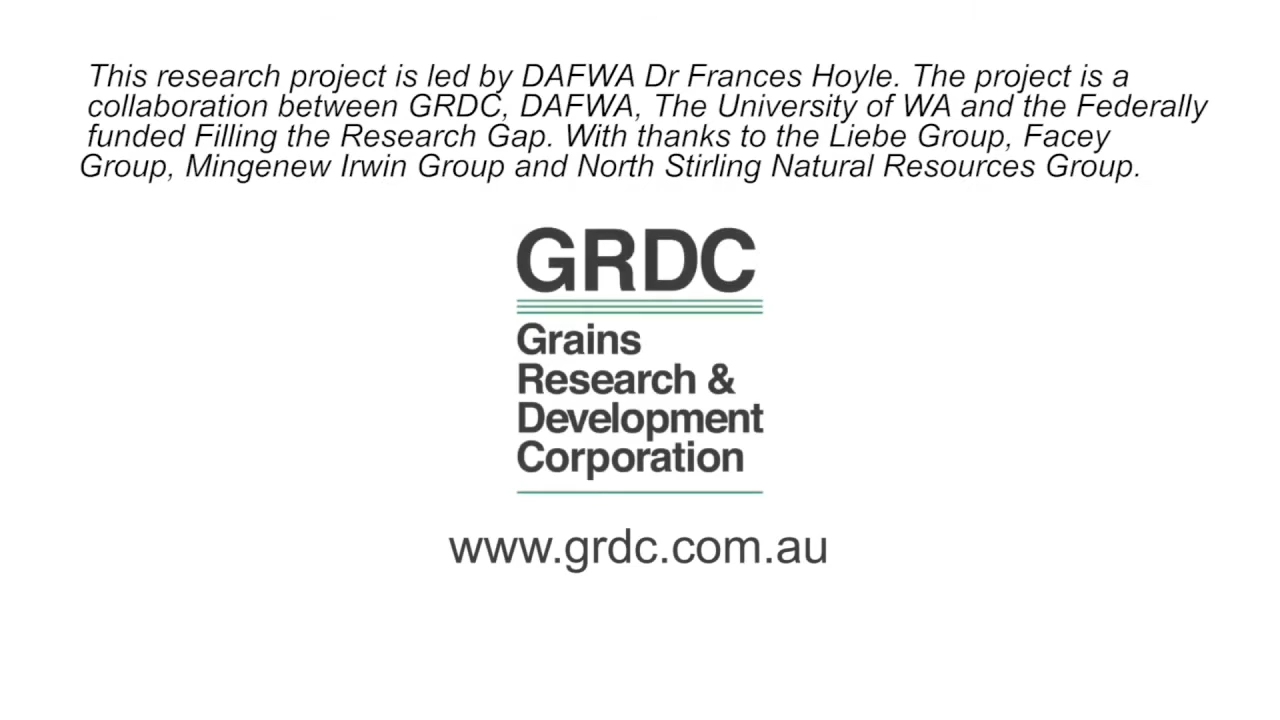 This research project is led by DAFWA Dr Frances Hoyle. The project is a
collaboration between GRDC, DAFWA, The University of WA and the Federally
funded Filling the Research Gap. With thanks to the Liebe Group, Facey
Group, Mingenew Irwin Group and North Stirling Natural Resources Group.
GRDC
Grains
Research &
Development
Corporation
www.grdc.com.au